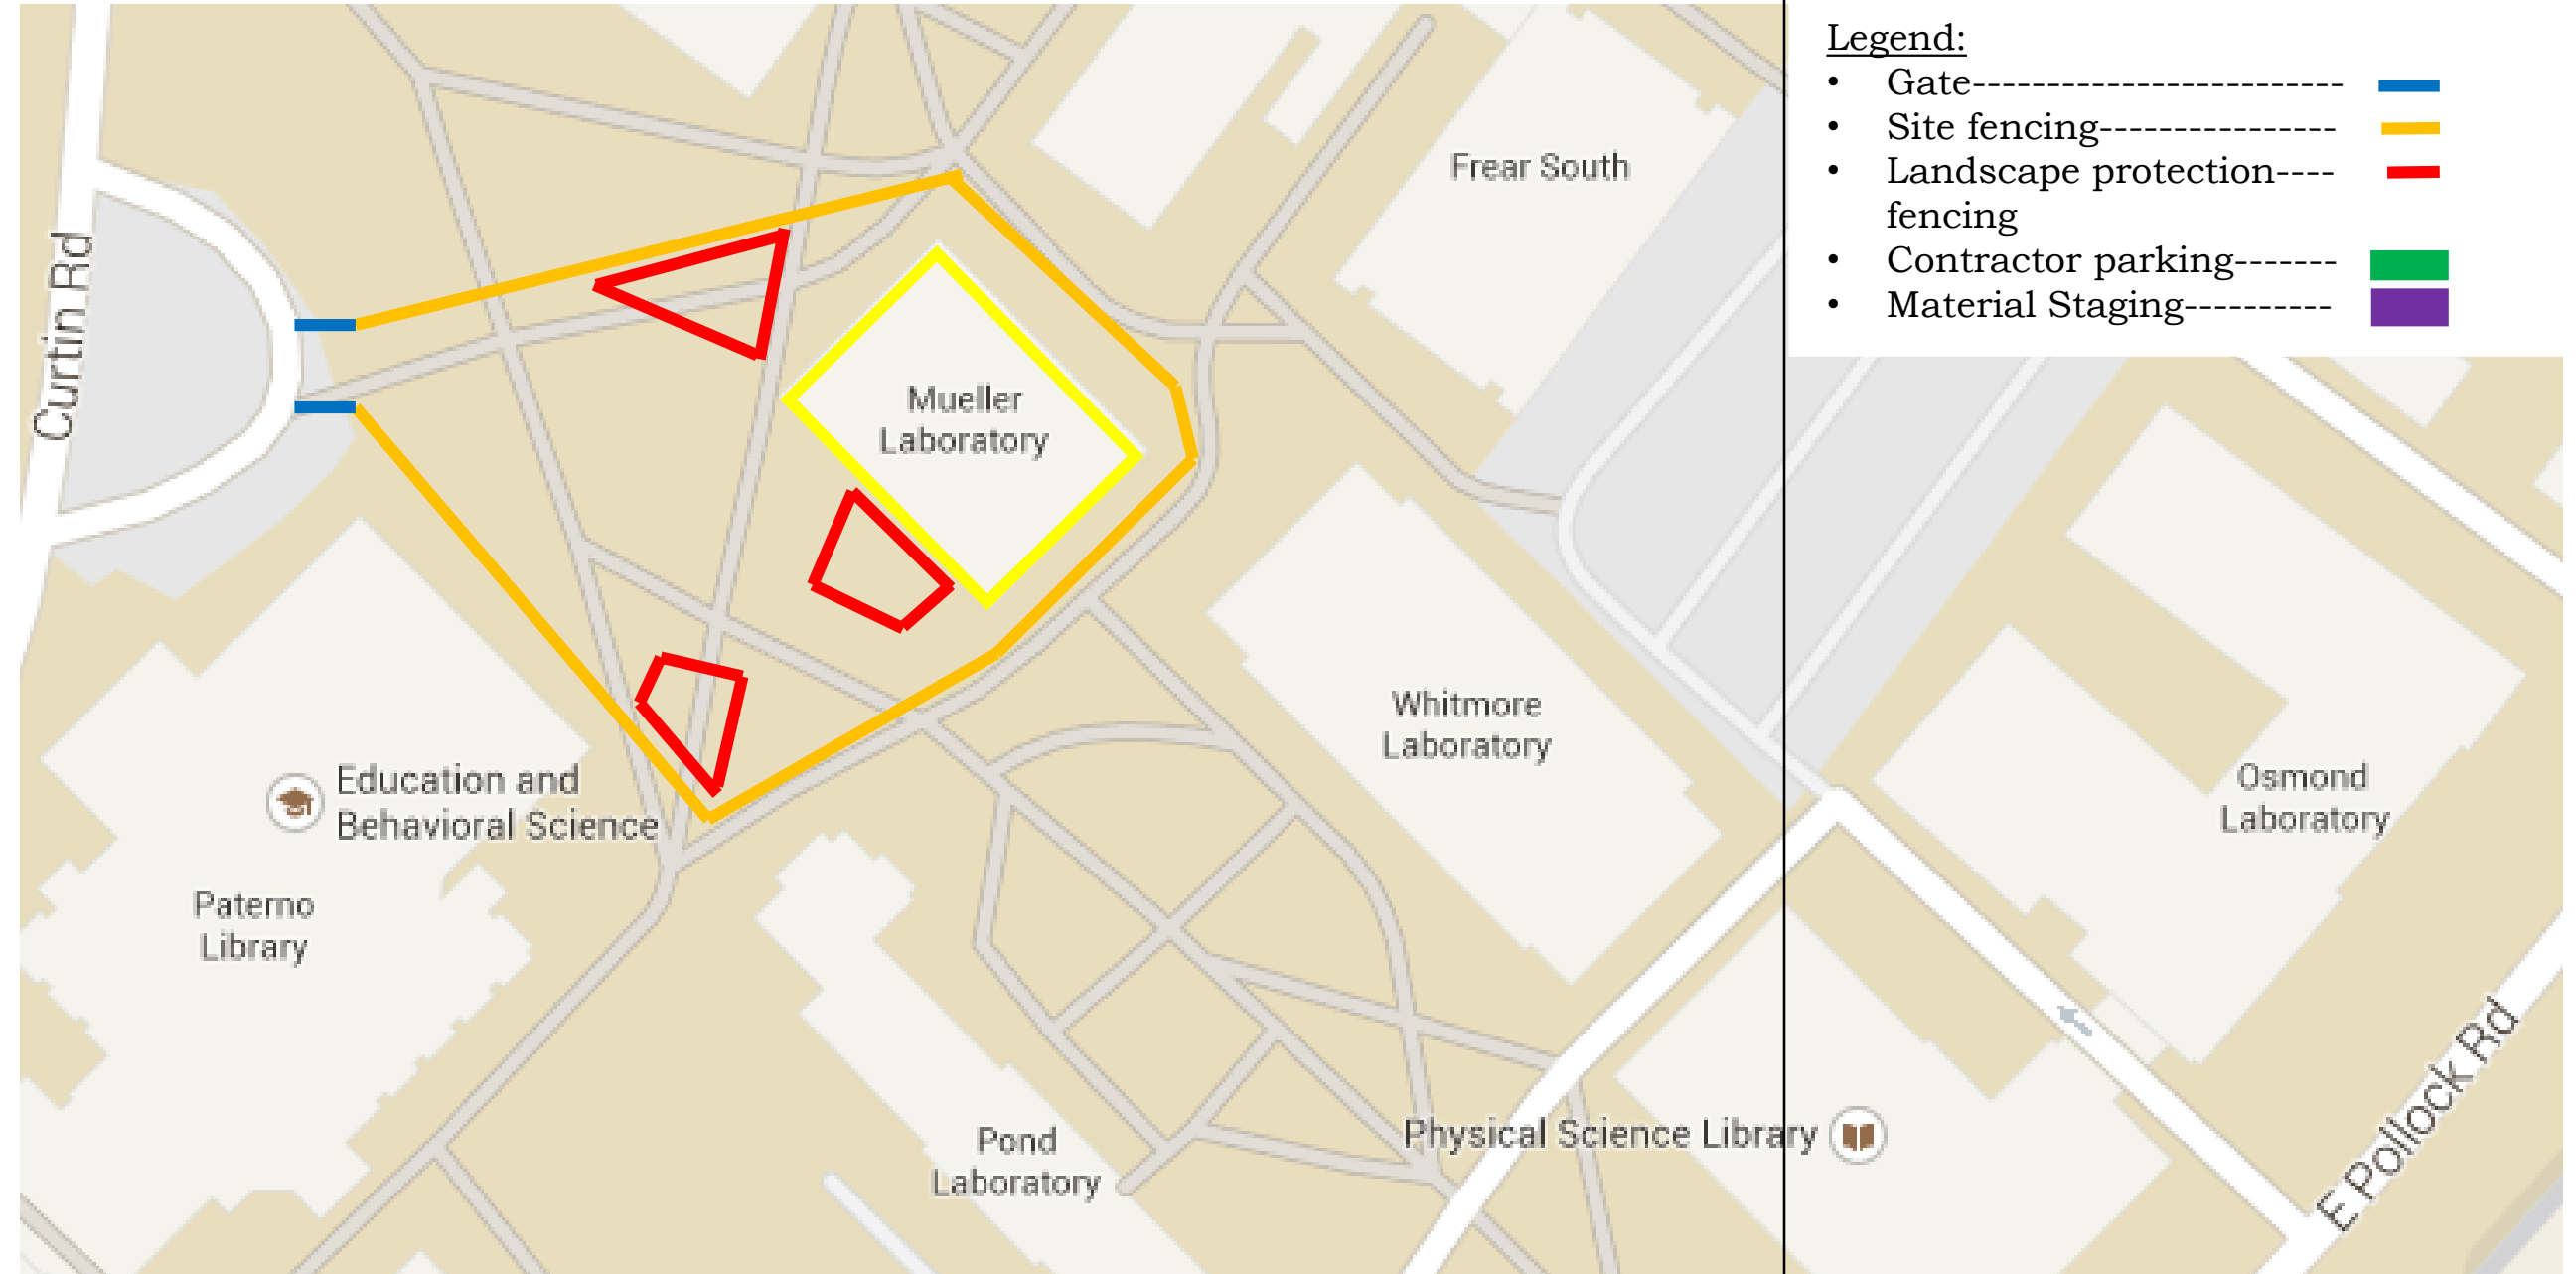 Legend:
• Gate------------------------
• Site fencing----------------
• Landscape protection----
fencing
• Contractor parking-------
• Material Staging----------
Frear South
Curtin Rd
Mueller
Laboratory
Whitmore
Laboratory
Osmond
Laboratory
Education and
Behavioral Science
Paterno
Library
Pond
Laboratory
Physical Science Library
E Pollock Rd